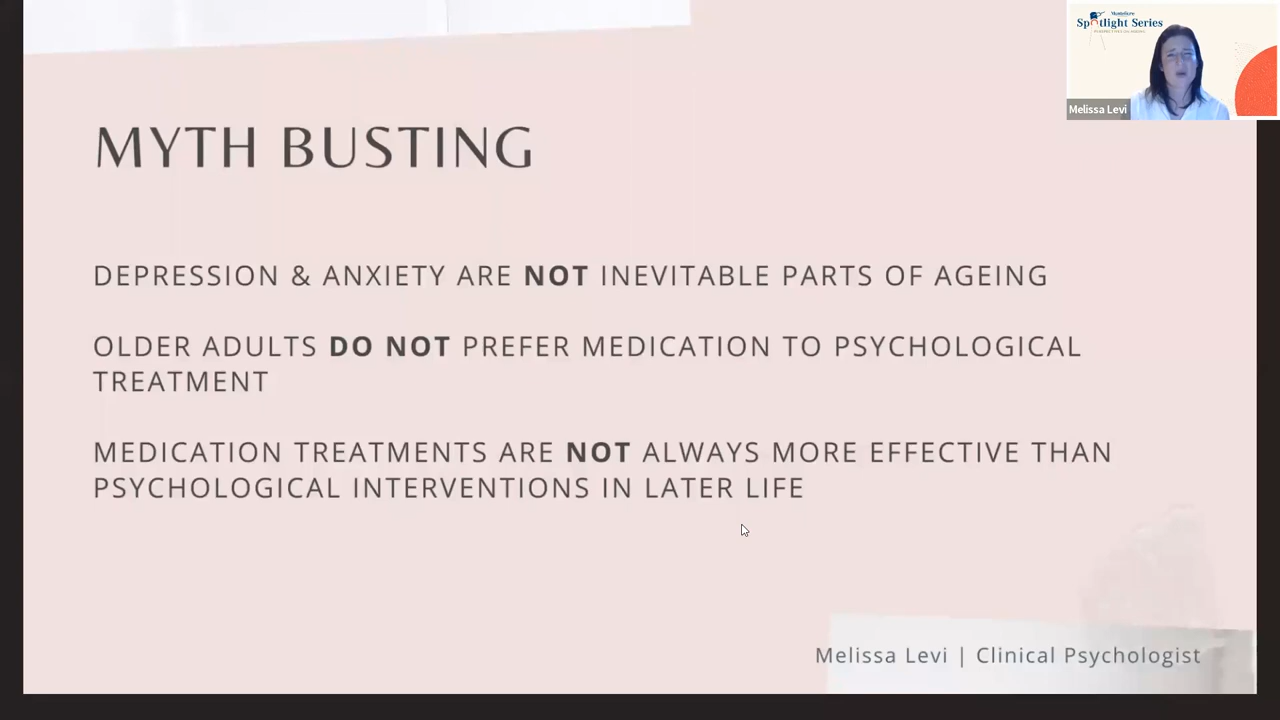 Spotlight Series
Melissa Levi
MYTH BUSTING
DEPRESSION & ANXIETY ARE NOT INEVITABLE PARTS OF AGEING
OLDER ADULTS DO NOT PREFER MEDICATION TO PSYCHOLOGICAL
TREATMENT
MEDICATION TREATMENTS ARE NOT ALWAYS MORE EFFECTIVE THAN
PSYCHOLOGICAL INTERVENTIONS IN LATER LIFE
Melissa Levi | Clinical Psychologist